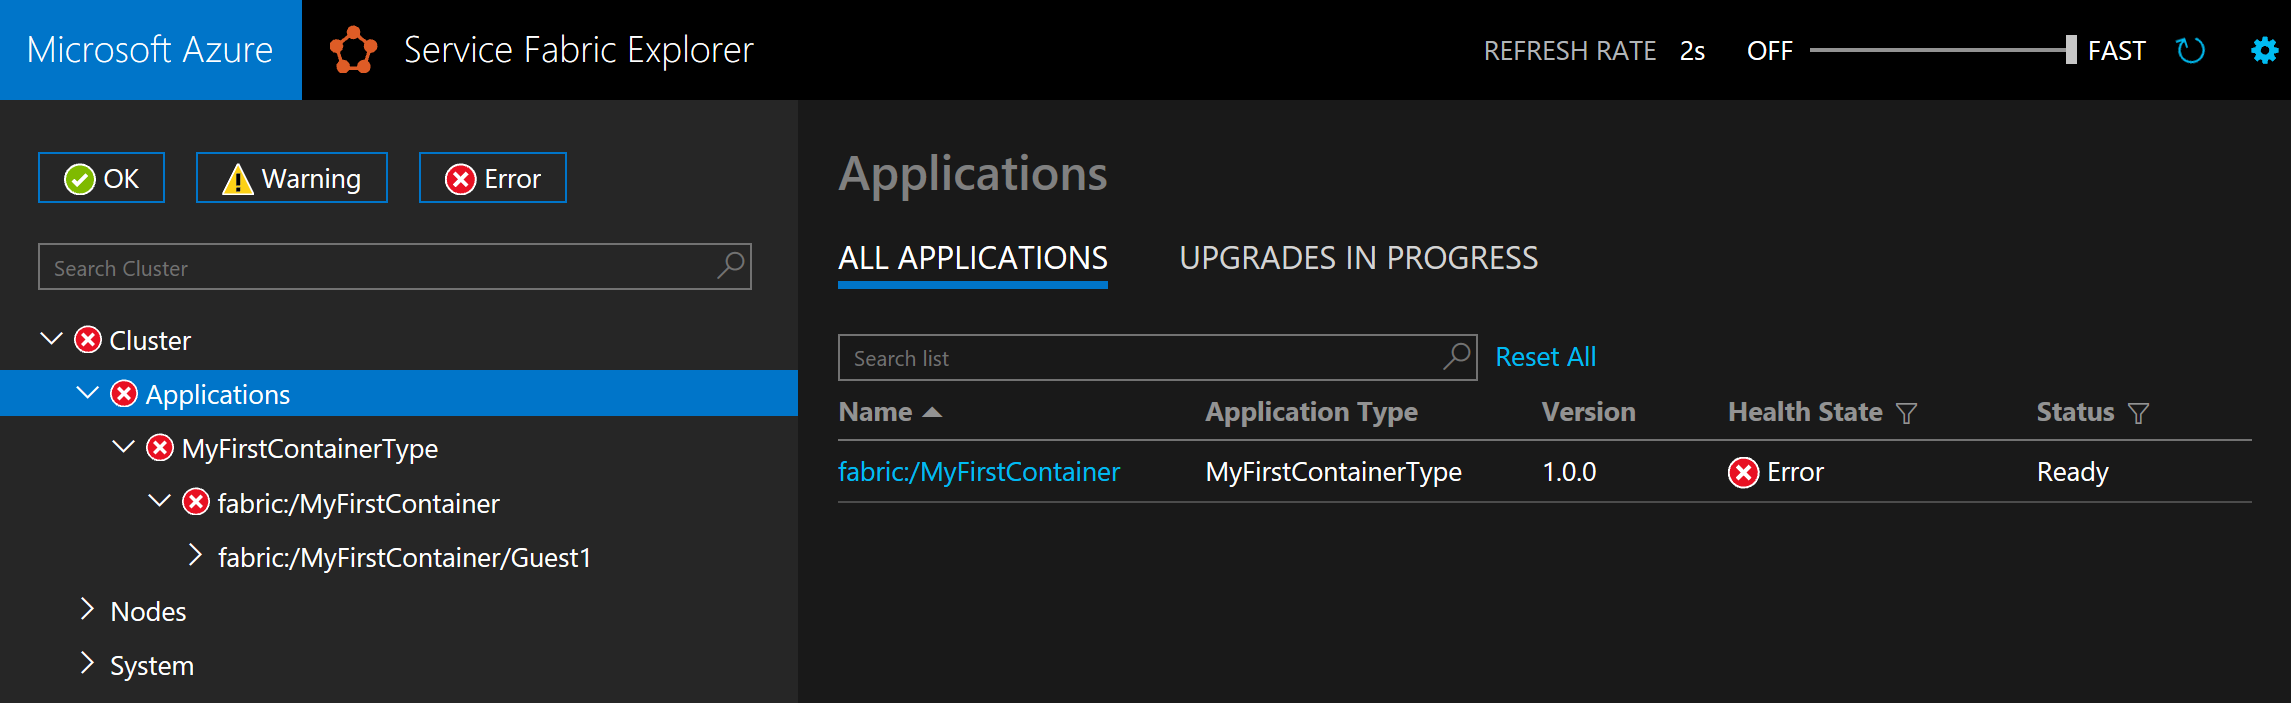 Microsoft Azure
Service Fabric Explorer
REFRESH RATE 2s OFF FAST
OK
Warning
Error
Search Cluster
Cluster
Applications
MyFirstContainerType
fabric:/MyFirstContainer
fabric:/MyFirstContainer/Guest1
Nodes
System
Applications
ALL APPLICATIONS UPGRADES IN PROGRESS
Search list Reset All
Name Application Type Version Health State Status
fabric:/MyFirstContainer MyFirstContainerType 1.0.0 Error Ready